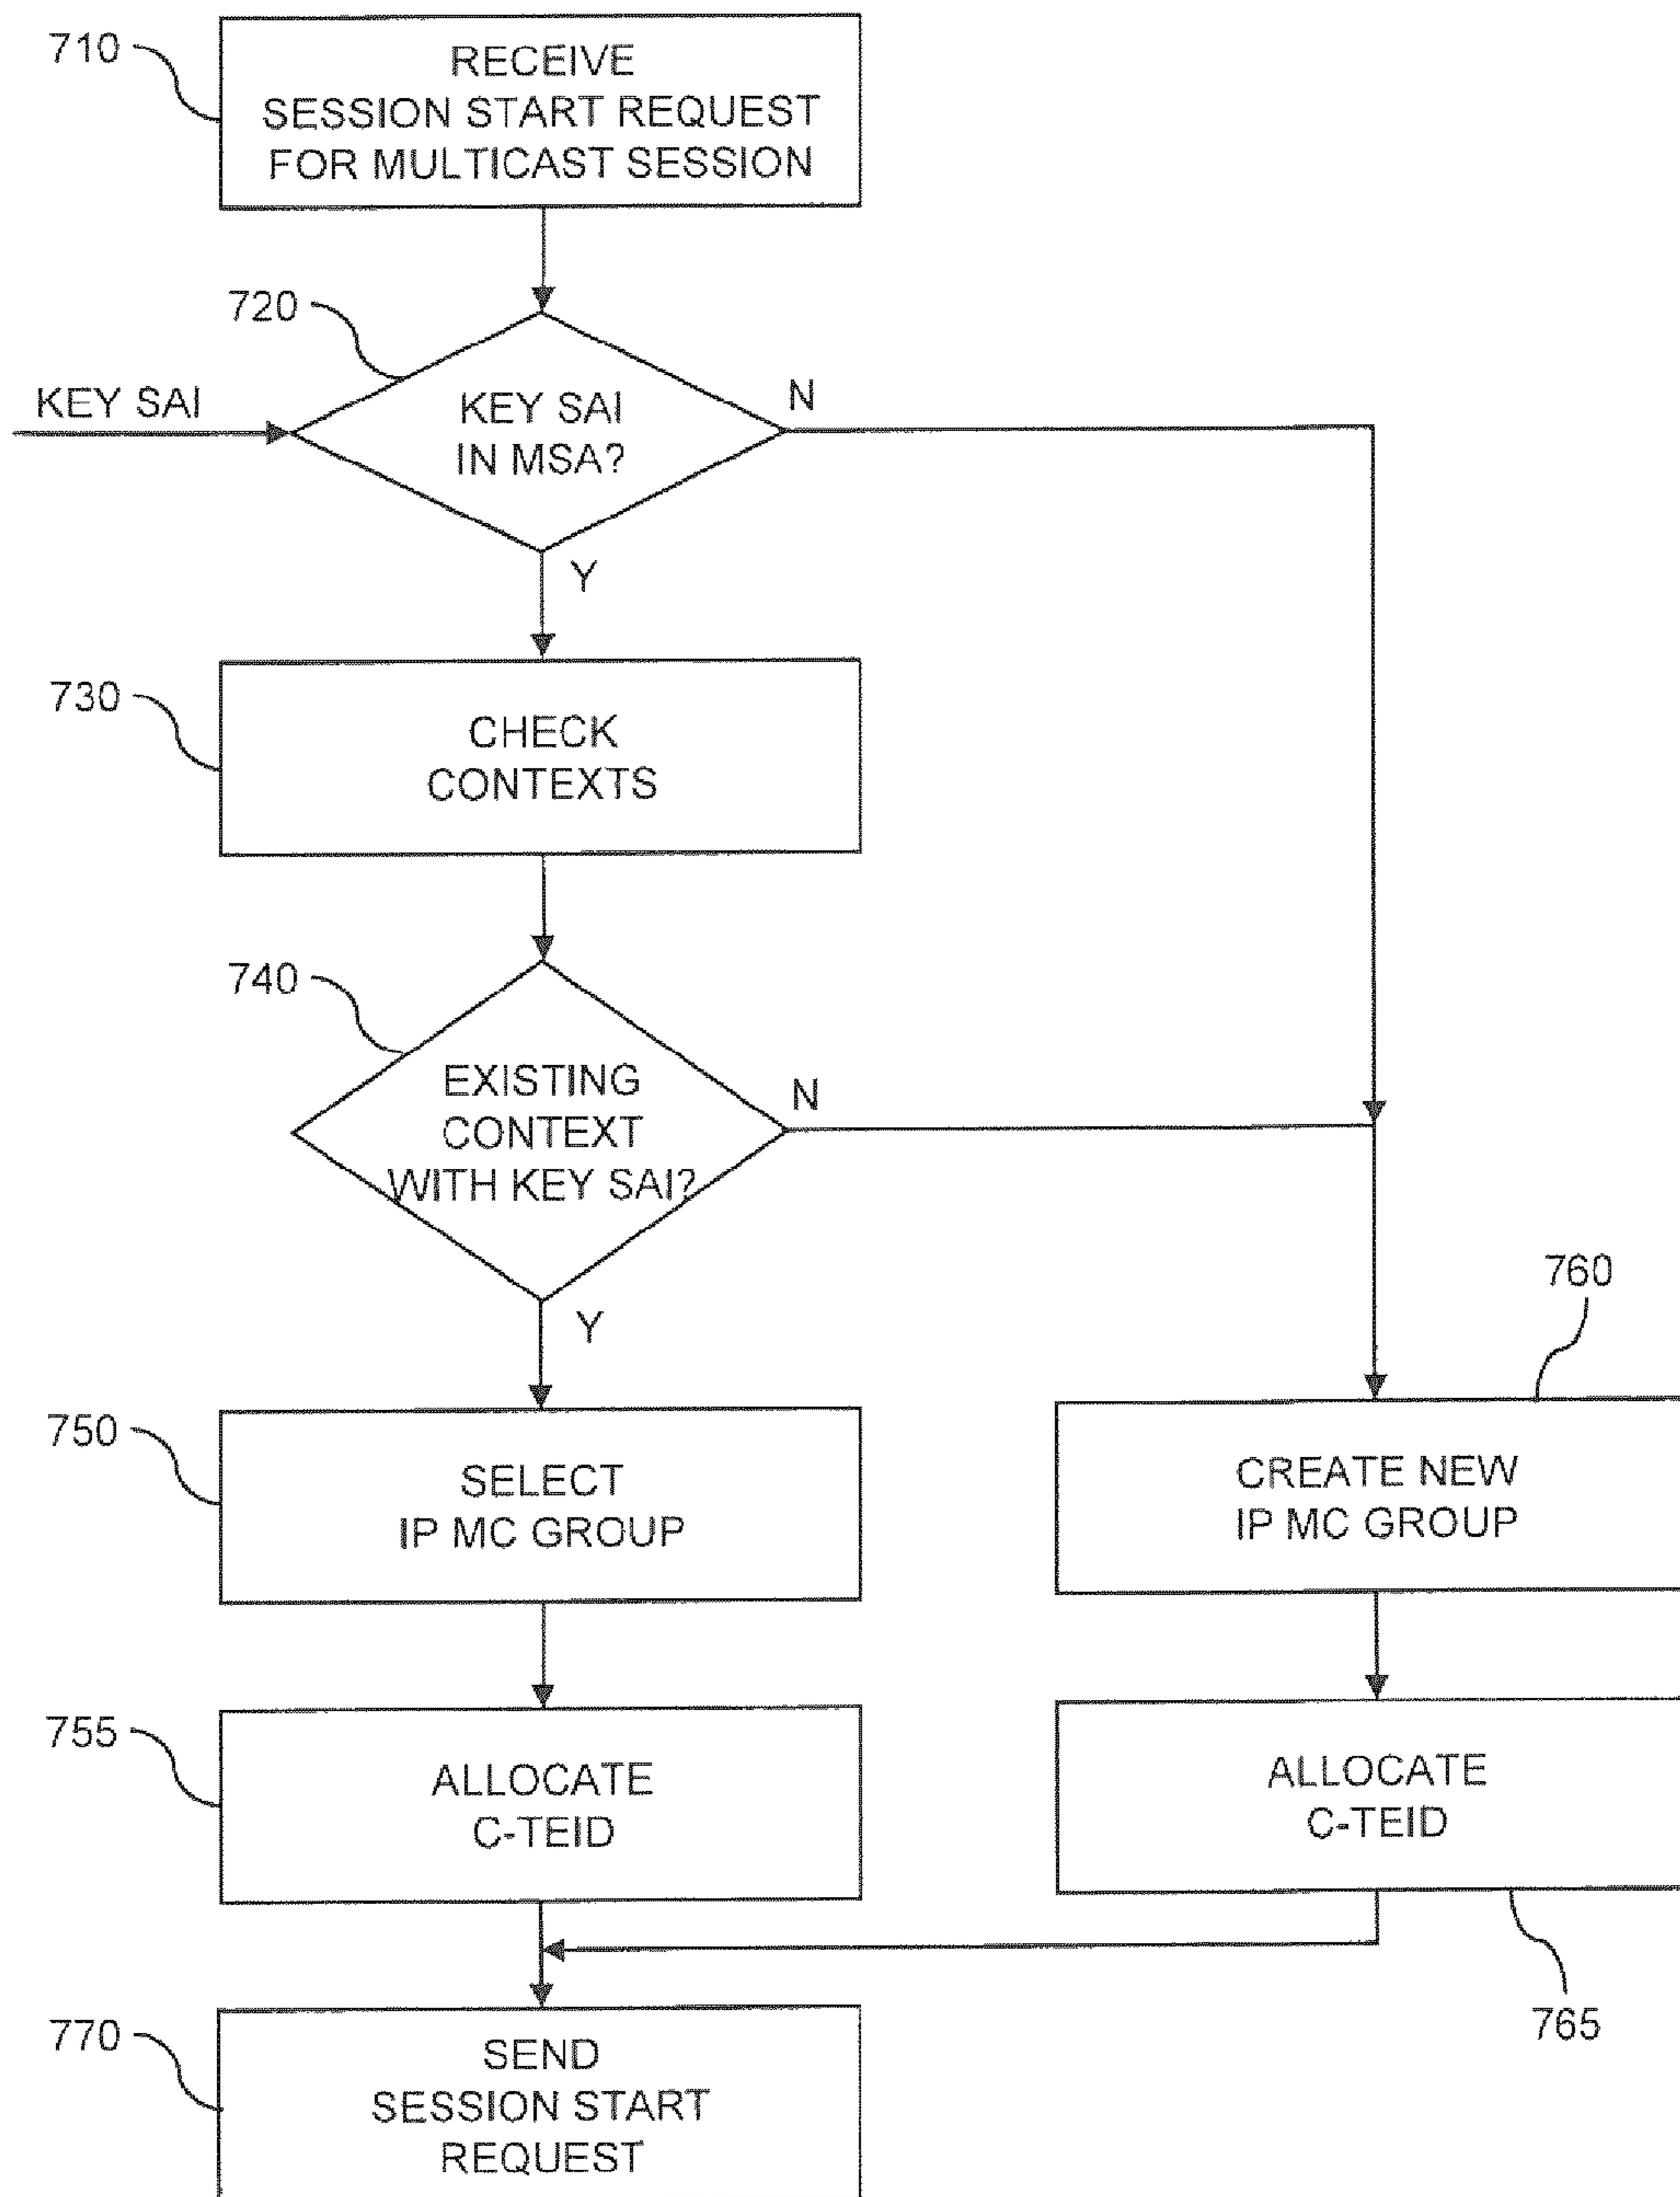 710
RECEIVE
SESSION START REQUEST
FOR MULTICAST SESSION
720
KEY SAI
KEY SAI
IN MSA?
N
Y
730
CHECK
CONTEXTS
740
EXISTING
CONTEXT
WITH KEY SAI?
N
Y
760
750
SELECT
IP MC GROUP
CREATE NEW
IP MC GROUP
755
ALLOCATE
C-TEID
ALLOCATE
C-TEID
765
770
SEND
SESSION START
REQUEST